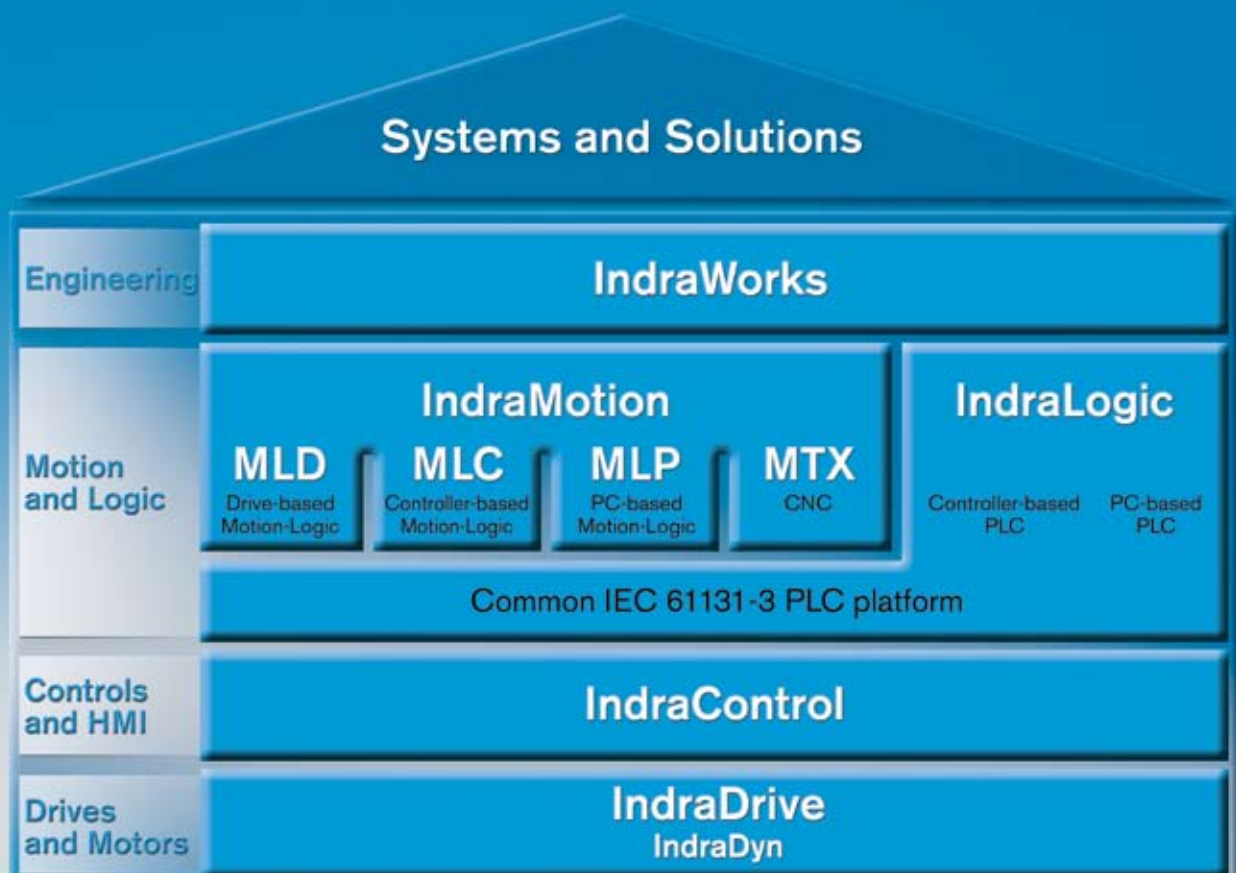 Systems and Solutions
Engineering
IndraWorks
Motion
and Logic
IndraMotion
MLD
Drive-based
Motion-Logic
MLC
Controller-based
Motion-Logic
MLP
PC-based
Motion-Logic
MTX
CNC
IndraLogic
Controller-based
PLC
PC-based
PLC
Common IEC 61131-3 PLC platform
Controls
and HMI
IndraControl
Drives
and Motors
IndraDrive
IndraDyn